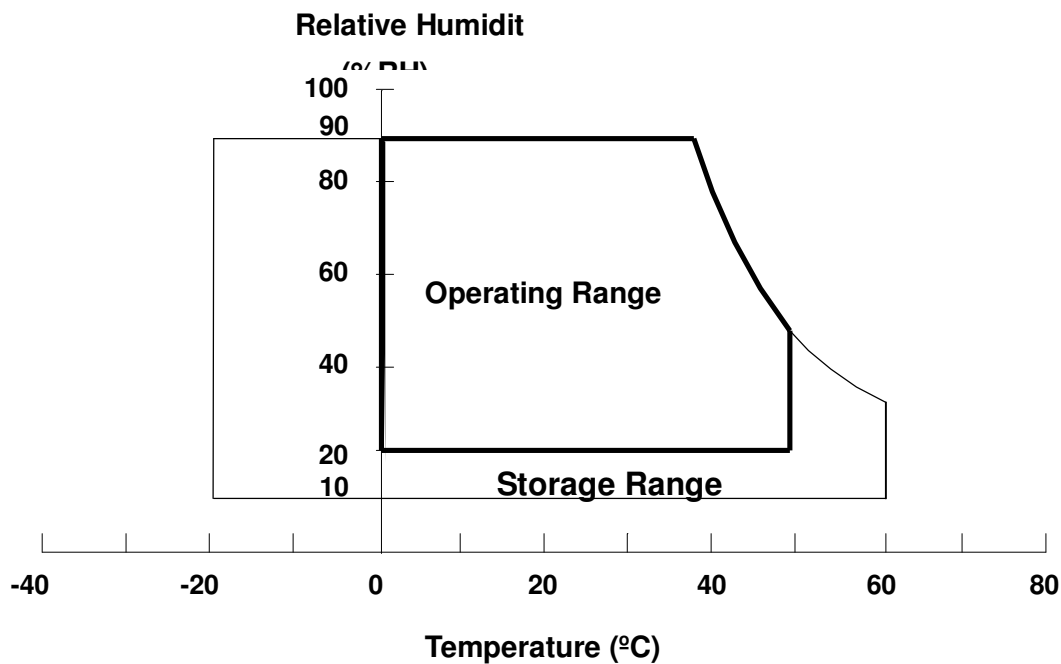 Relative Humidit
(% RH)
100
90
80
60
Operating Range
40
20
10
Storage Range
-40 -20 0 20 40 60 80
Temperature (ºC)